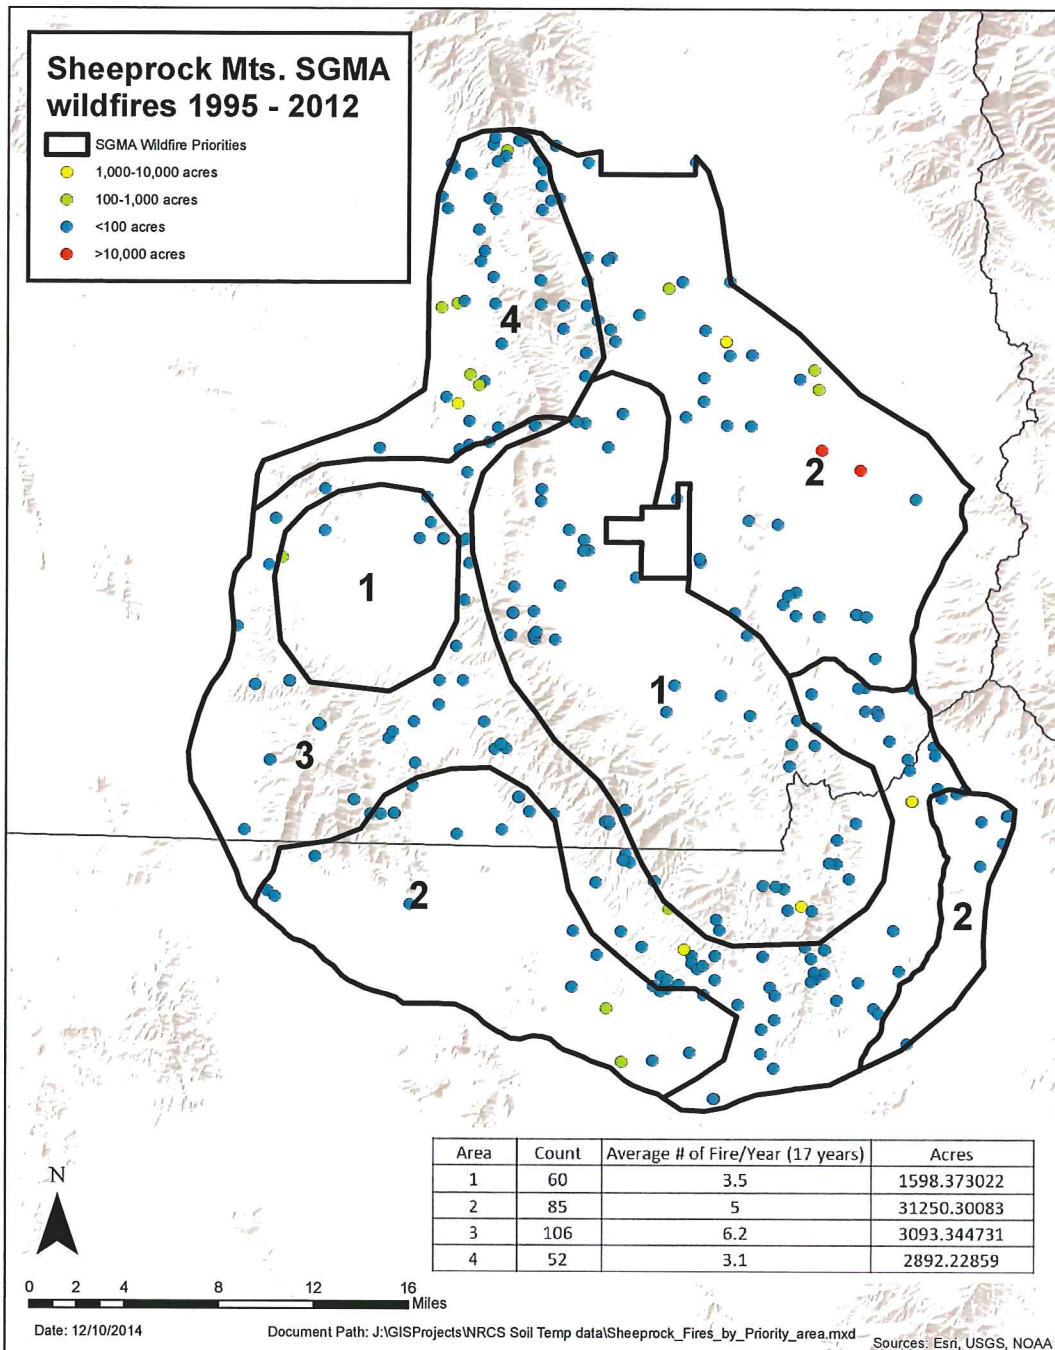 Sheeprock Mts. SGMA
wildfires 1995 - 2012
SGMA Wildfire Priorities
1,000-10,000 acres
100-1,000 acres
<100 acres
>10,000 acres
4
2
1
1
3
2
2
Area Count Average # of Fire/Year (17 years) Acres
1 60 3.5 1598.373022
2 85 5 31250.30083
3 106 6.2 3093.344731
4 52 3.1 2892.22859
N
0 2 4 8 12 16
Miles
Date: 12/10/2014
Document Path: J:\GISProjects\NRCS Soil Temp data\Sheeprock_Fires_by_Priority_area.mxd
Sources: Esri, USGS, NOAA